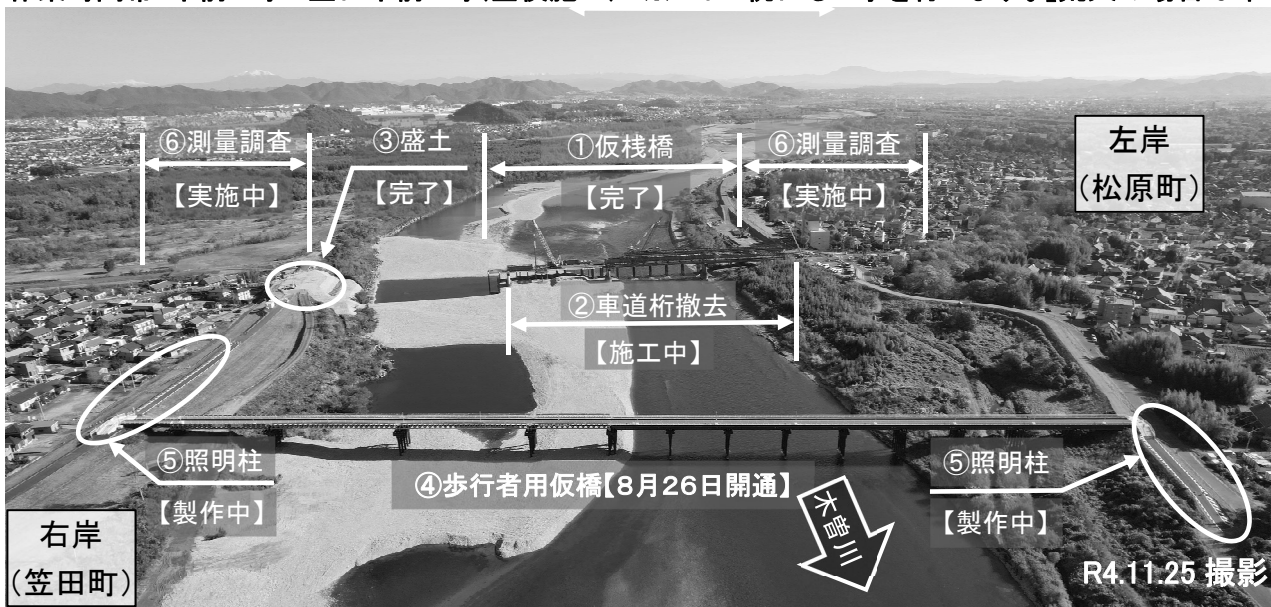 ⑥測量調査
【実施中】
③盛土
【完了】
①仮桟橋
【完了】
⑥測量調査
【実施中】
左岸
(松原町)
②車道桁撤去
【施工中】
⑤照明柱
【製作中】
④歩行者用仮橋【8月26日開通】
⑤照明柱
【製作中】
木曽川
右岸
(笠田町)
R4.11.25 撮影